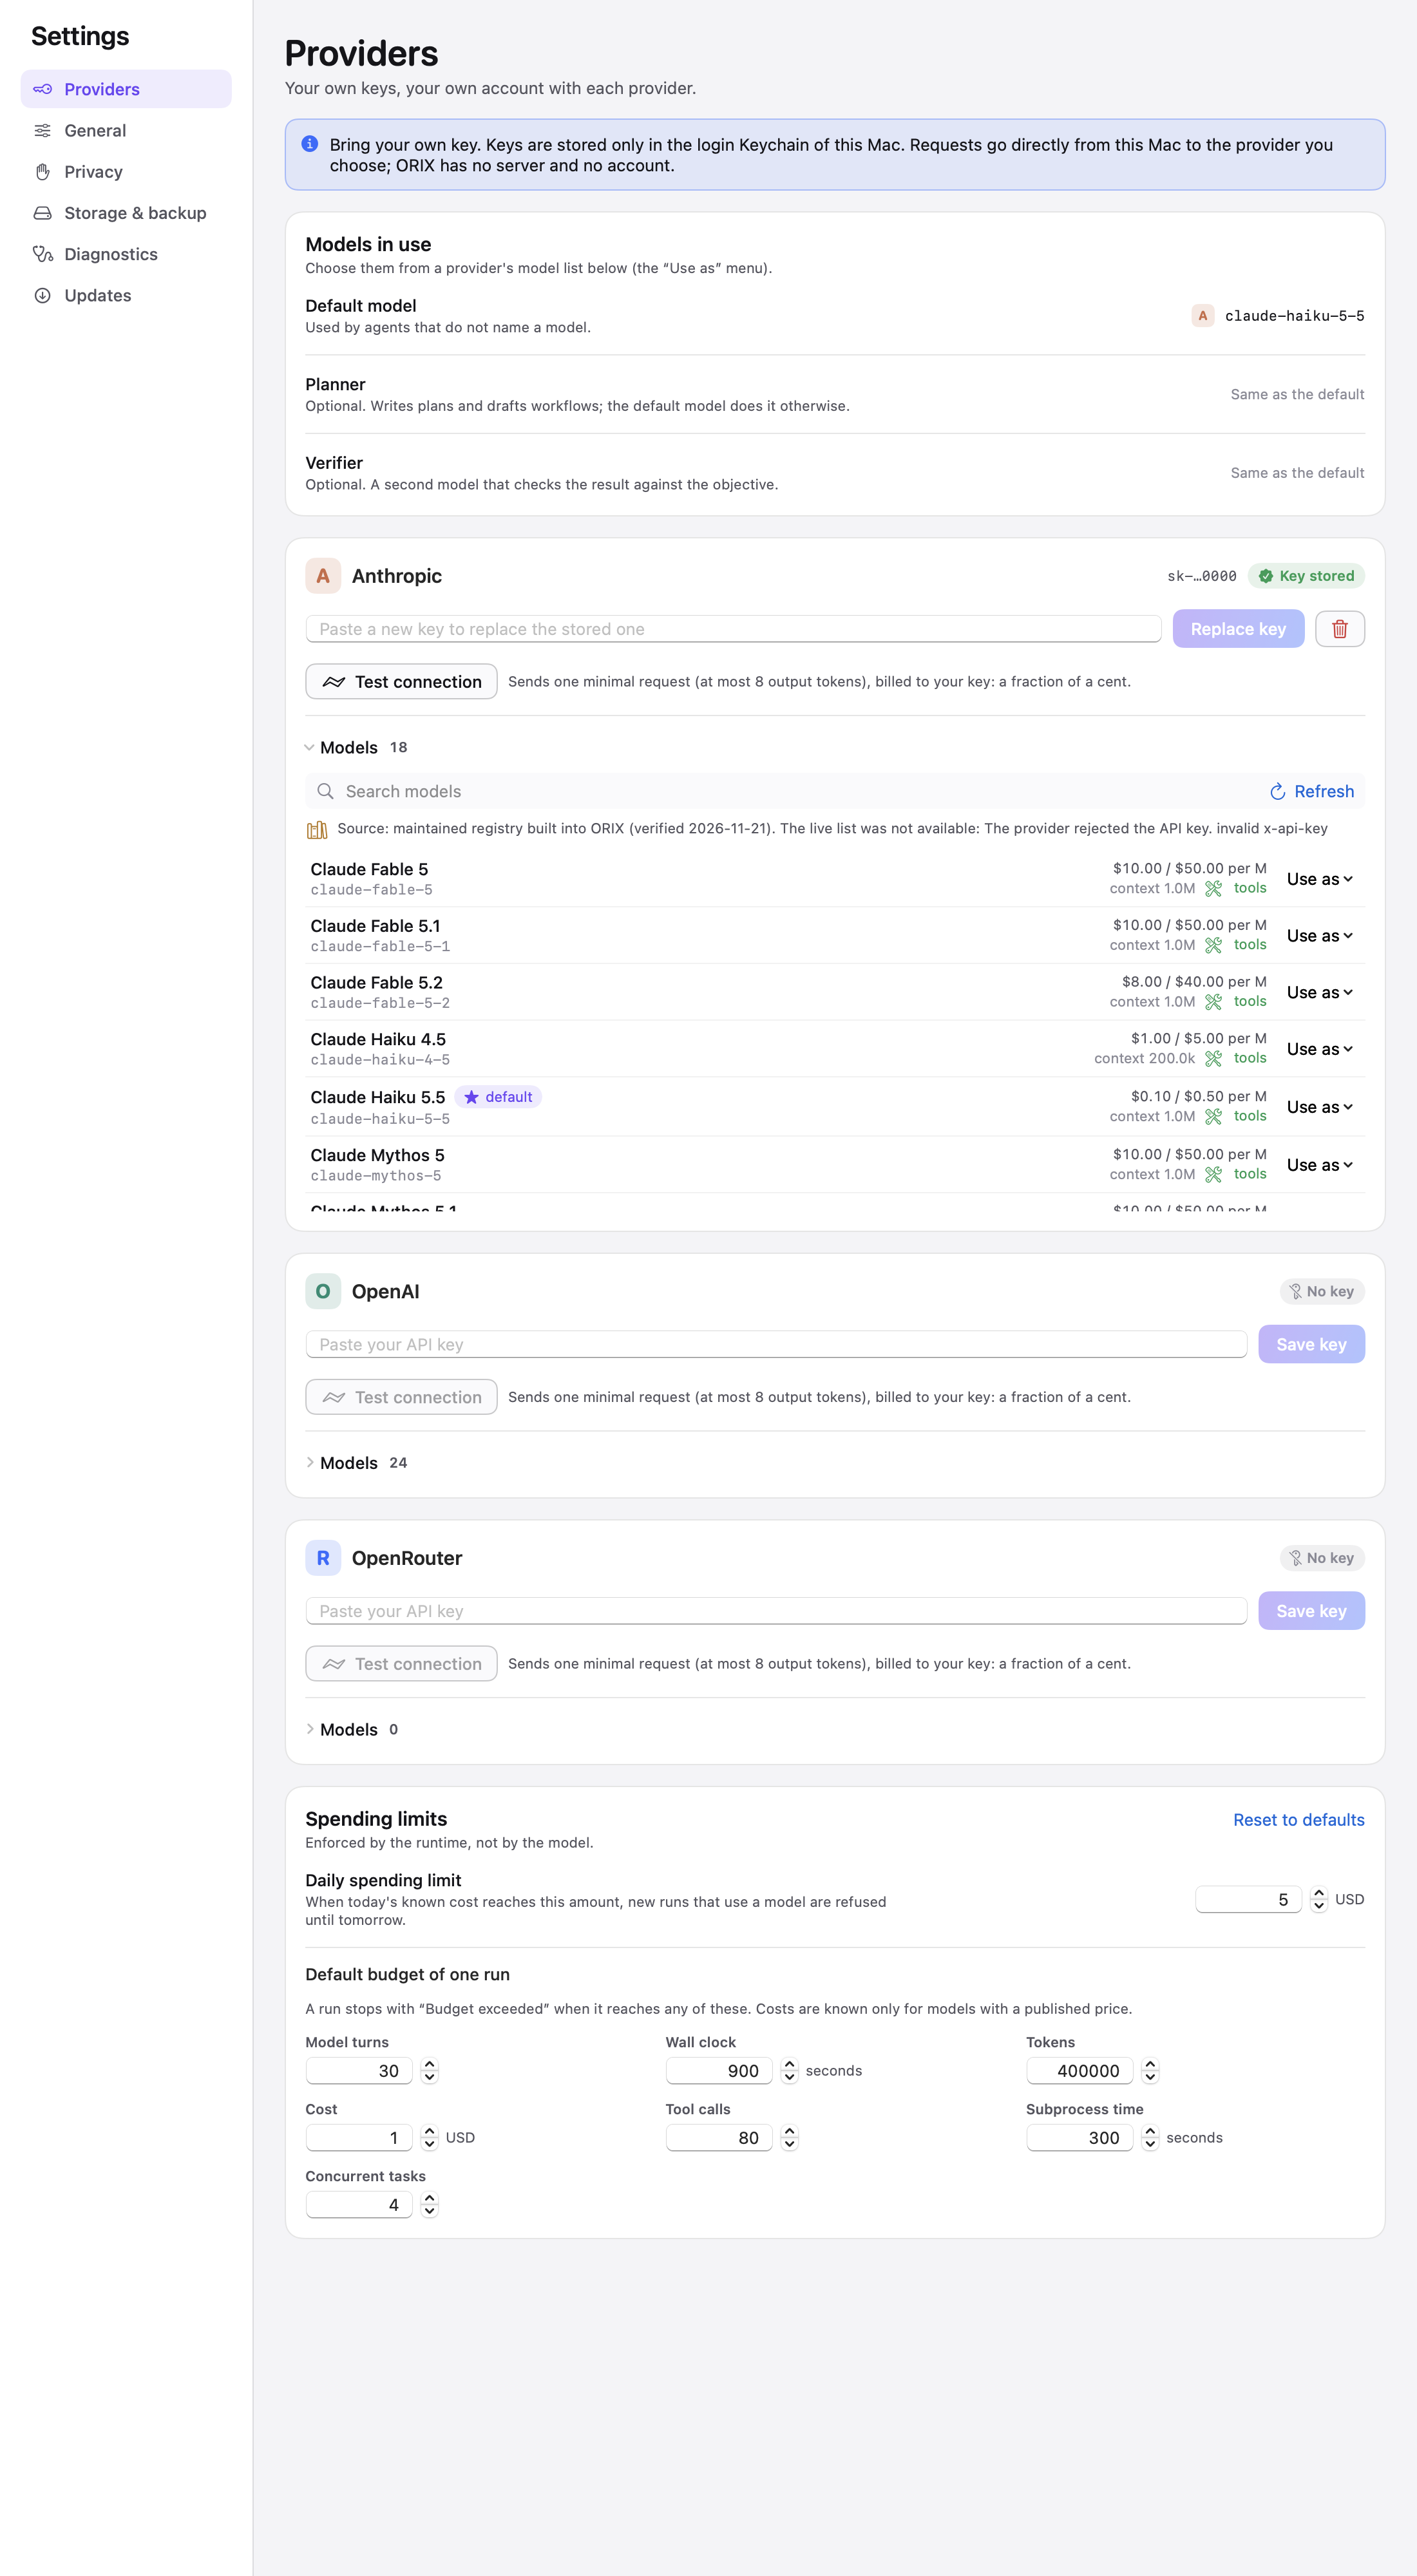 Settings
Providers
General
Privacy
Storage & backup
Diagnostics
Updates
Providers
Your own keys, your own account with each provider.
Bring your own key. Keys are stored only in the login Keychain of this Mac. Requests go directly from this Mac to the provider you
choose; ORIX has no server and no account.
Models in use
Choose them from a provider's model list below (the “Use as” menu).
Default model
Used by agents that do not name a model.
A claude-haiku-5-5
Planner
Optional. Writes plans and drafts workflows; the default model does it otherwise.
Same as the default
Verifier
Optional. A second model that checks the result against the objective.
Same as the default
A Anthropic sk-…0000 Key stored
Paste a new key to replace the stored one Replace key
Test connection Sends one minimal request (at most 8 output tokens), billed to your key: a fraction of a cent.
Models 18
Search models Refresh
Source: maintained registry built into ORIX (verified 2026-11-21). The live list was not available: The provider rejected the API key. invalid x-api-key
Claude Fable 5 $10.00 / $50.00 per M
claude-fable-5 context 1.0M tools Use as
Claude Fable 5.1 $10.00 / $50.00 per M
claude-fable-5-1 context 1.0M tools Use as
Claude Fable 5.2 $8.00 / $40.00 per M
claude-fable-5-2 context 1.0M tools Use as
Claude Haiku 4.5 $1.00 / $5.00 per M
claude-haiku-4-5 context 200.0k tools Use as
Claude Haiku 5.5 default $0.10 / $0.50 per M
claude-haiku-5-5 context 1.0M tools Use as
Claude Mythos 5 $10.00 / $50.00 per M
claude-mythos-5 context 1.0M tools Use as
Claude Mythos 5.1 $10.00 / $50.00 per M
O OpenAI No key
Paste your API key Save key
Test connection Sends one minimal request (at most 8 output tokens), billed to your key: a fraction of a cent.
Models 24
R OpenRouter No key
Paste your API key Save key
Test connection Sends one minimal request (at most 8 output tokens), billed to your key: a fraction of a cent.
Models 0
Spending limits Reset to defaults
Enforced by the runtime, not by the model.
Daily spending limit
When today's known cost reaches this amount, new runs that use a model are refused
until tomorrow.
5 USD
Default budget of one run
A run stops with “Budget exceeded” when it reaches any of these. Costs are known only for models with a published price.
Model turns Wall clock Tokens
30 900 seconds 400000
Cost Tool calls Subprocess time
1 USD 80 300 seconds
Concurrent tasks
4